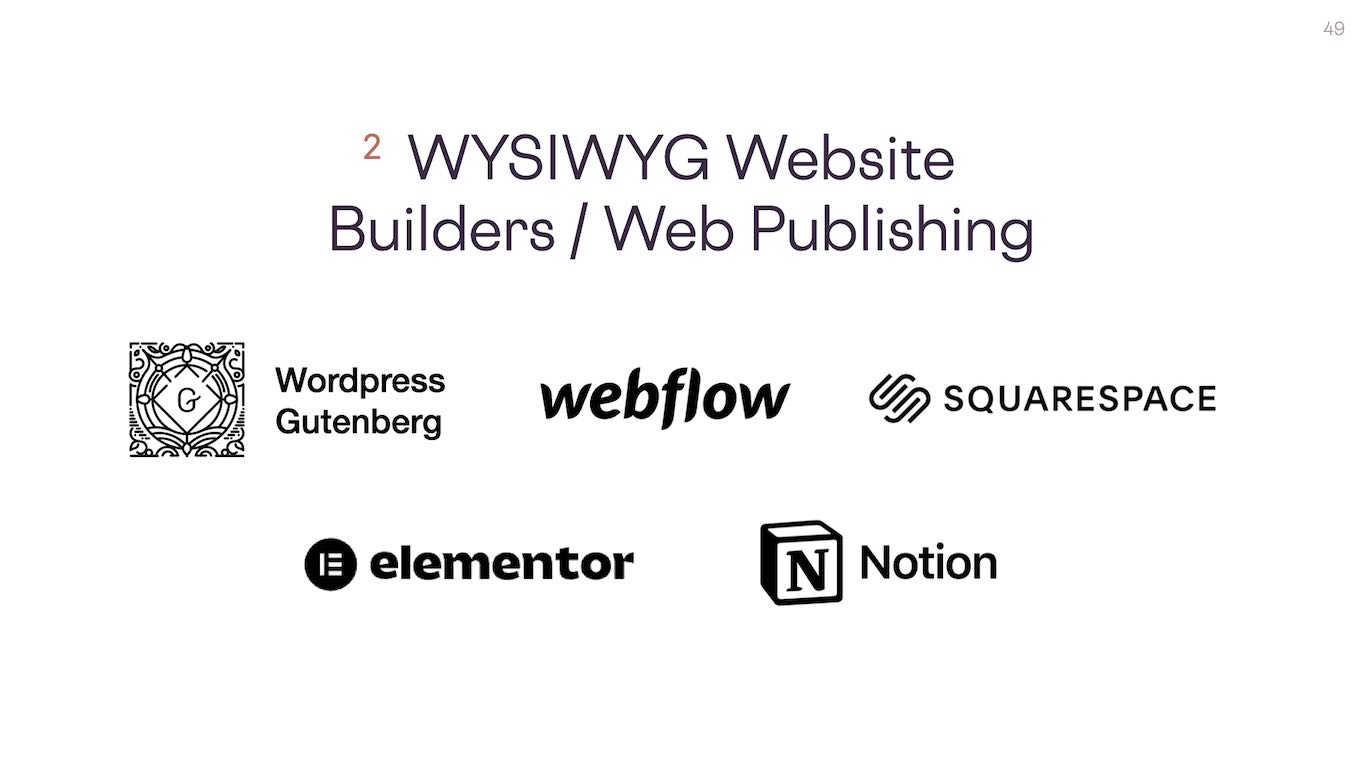 49
2 WYSIWYG Website
Builders / Web Publishing
G
Wordpress
Gutenberg
webflow
SQUARESPACE
elementor
N Notion